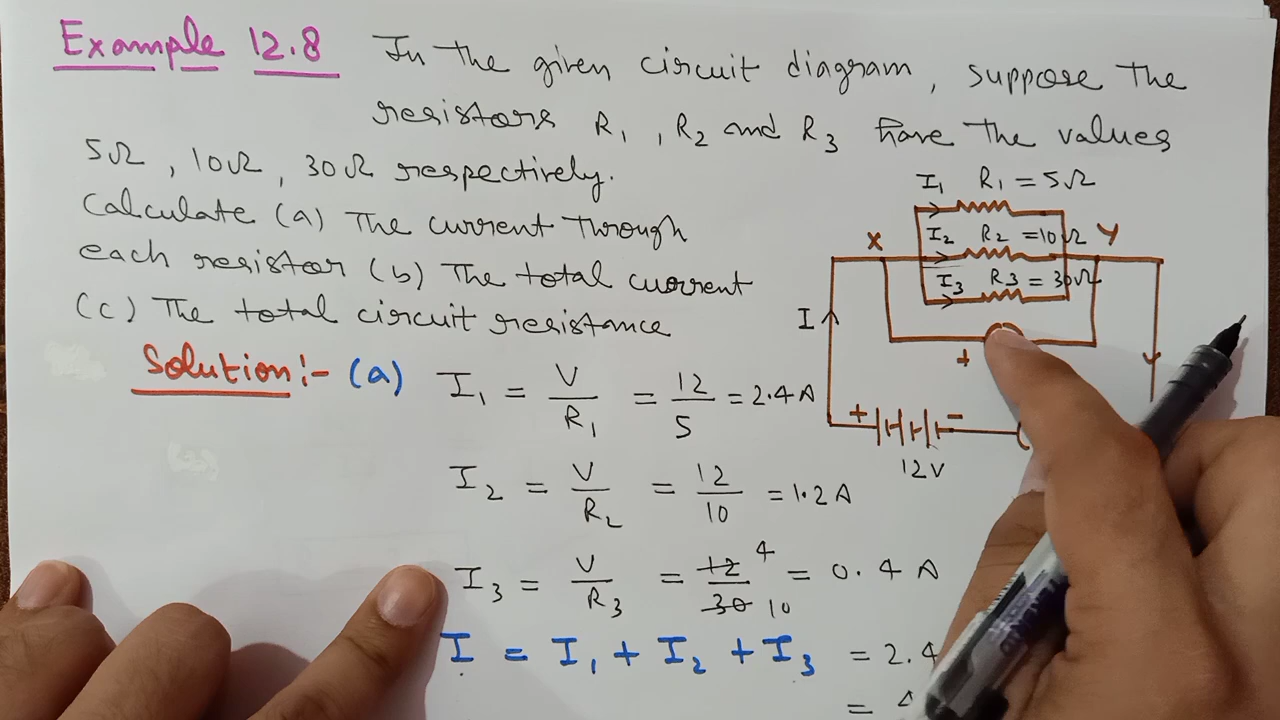 Example 12.8 In the given circuit diagram, suppose the
resistors R₁, R₂ and R₃ have the values
5Ω, 10Ω, 30Ω respectively.
Calculate (a) The current through
each resistor (b) The total current
(c) The total circuit resistance
I₁ R₁ = 5Ω
X I₂ R₂ = 10Ω Y
I₃ R₃ = 30Ω
I
+
+ -
12V
Solution:- (a) I₁ = V/R₁ = 12/5 = 2.4 A
I₂ = V/R₂ = 12/10 = 1.2 A
I₃ = V/R₃ = 12/30 4/10 = 0.4 A
I = I₁ + I₂ + I₃ = 2.4
=